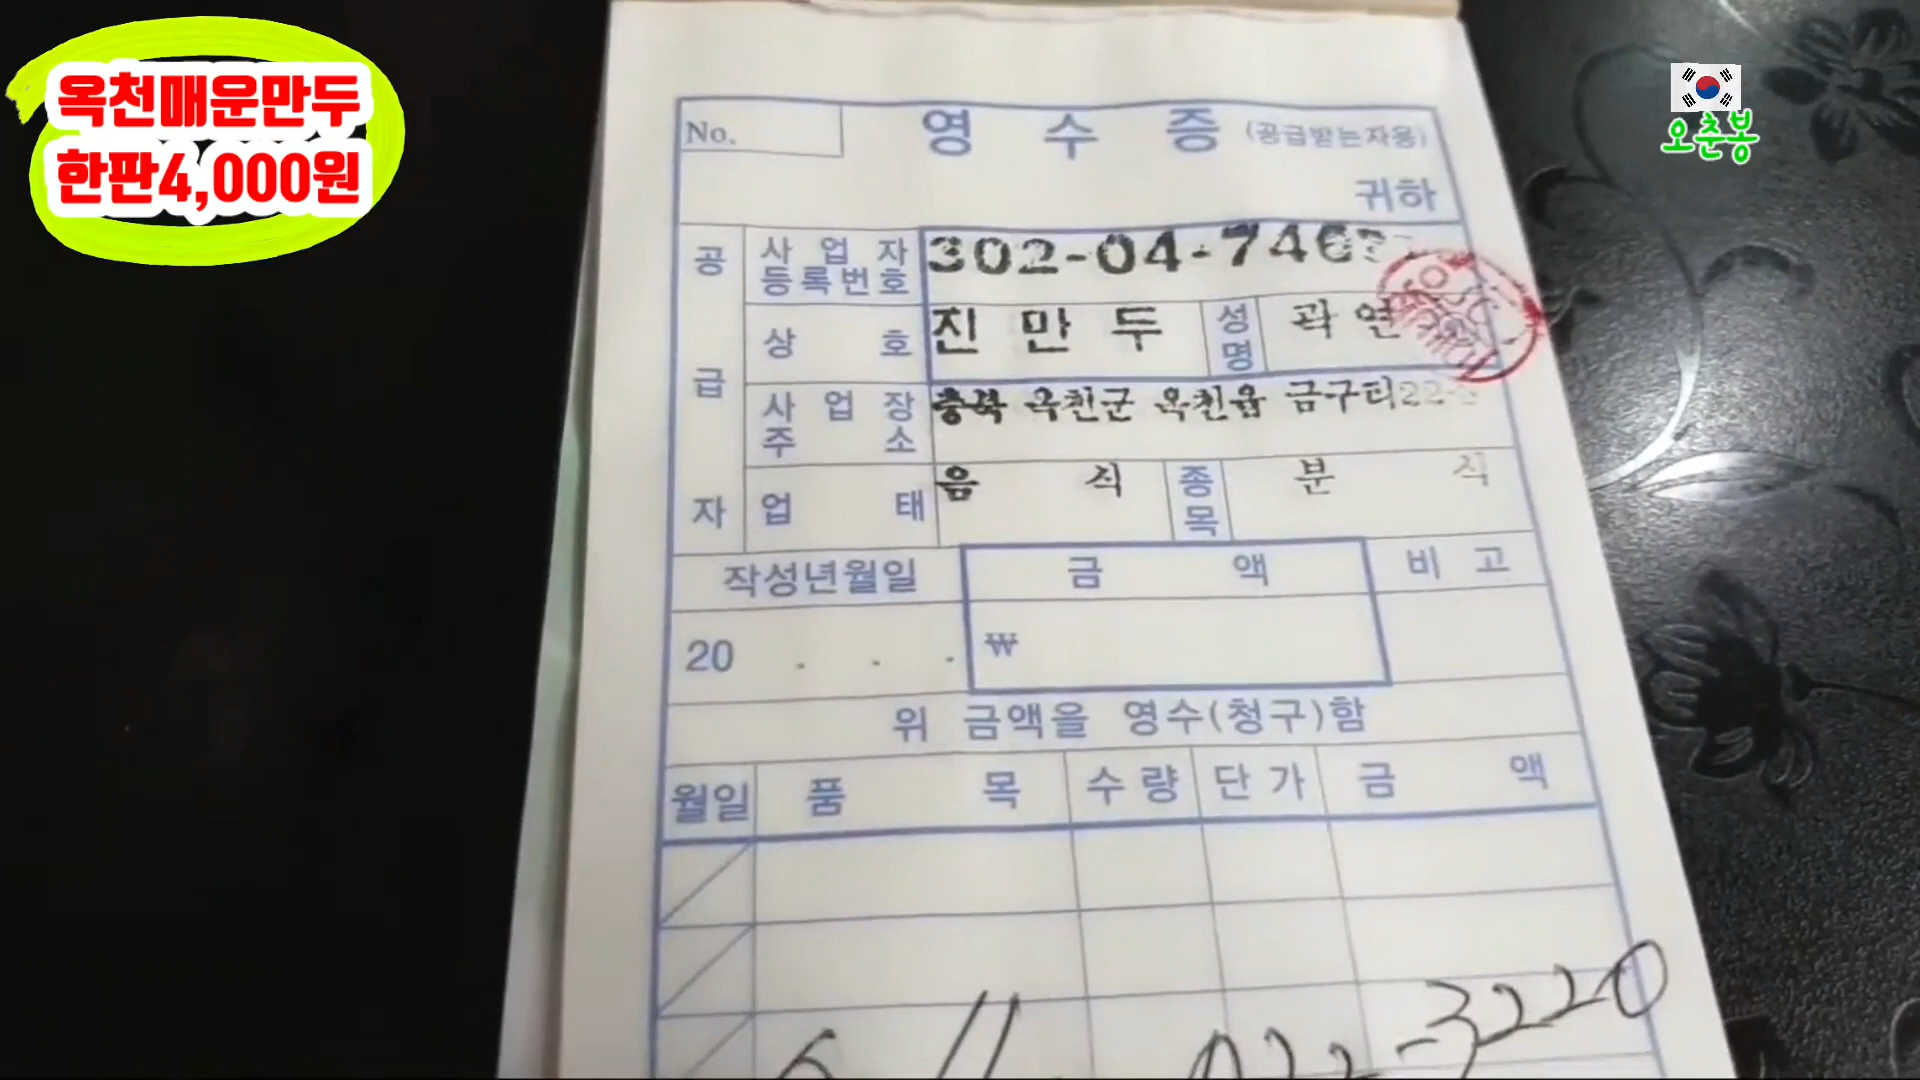 옥천매운만두
한판4,000원
오춘봉
No.
영 수 증 (공급받는자용)
귀하
공 급 자
사업자 등록번호 302-04-746
상 호 진 만 두 성명 곽 연
사업장 주소 충북 옥천군 옥천읍 금구리22-
업 태 음 식 종목 분 식
작성년월일 금 액 비 고
20 . . . ₩
위 금액을 영수(청구)함
월일 품 목 수량 단가 금 액
-3220